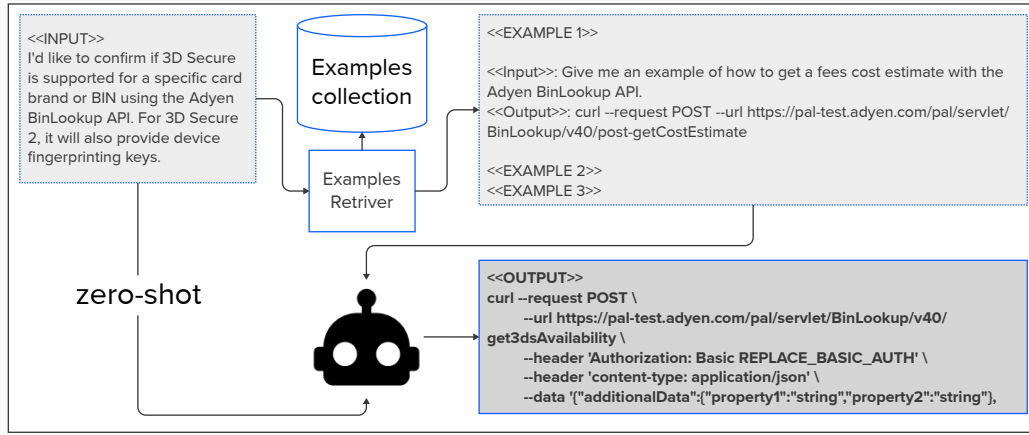 <<INPUT>>
I'd like to confirm if 3D Secure
is supported for a specific card
brand or BIN using the Adyen
BinLookup API. For 3D Secure
2, it will also provide device
fingerprinting keys.
Examples
collection
Examples
Retriver
<<EXAMPLE 1>>
<<Input>>: Give me an example of how to get a fees cost estimate with the
Adyen BinLookup API.
<<Output>>: curl --request POST --url https://pal-test.adyen.com/pal/servlet/
BinLookup/v40/post-getCostEstimate
<<EXAMPLE 2>>
<<EXAMPLE 3>>
zero-shot
<<OUTPUT>>
curl --request POST \
--url https://pal-test.adyen.com/pal/servlet/BinLookup/v40/
get3dsAvailability \
--header 'Authorization: Basic REPLACE_BASIC_AUTH' \
--header 'content-type: application/json' \
--data '{"additionalData":{"property1":"string","property2":"string"},